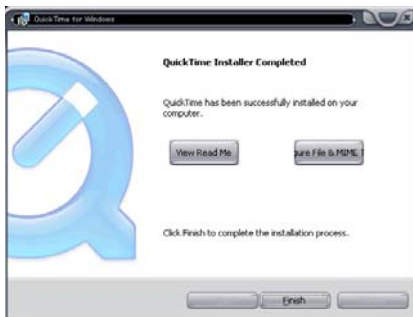 QuickTime for Windows
QuickTime Installer Completed
QuickTime has been successfully installed on your
computer.
View Read Me
gure File & MIME T
Click Finish to complete the installation process.
Finish